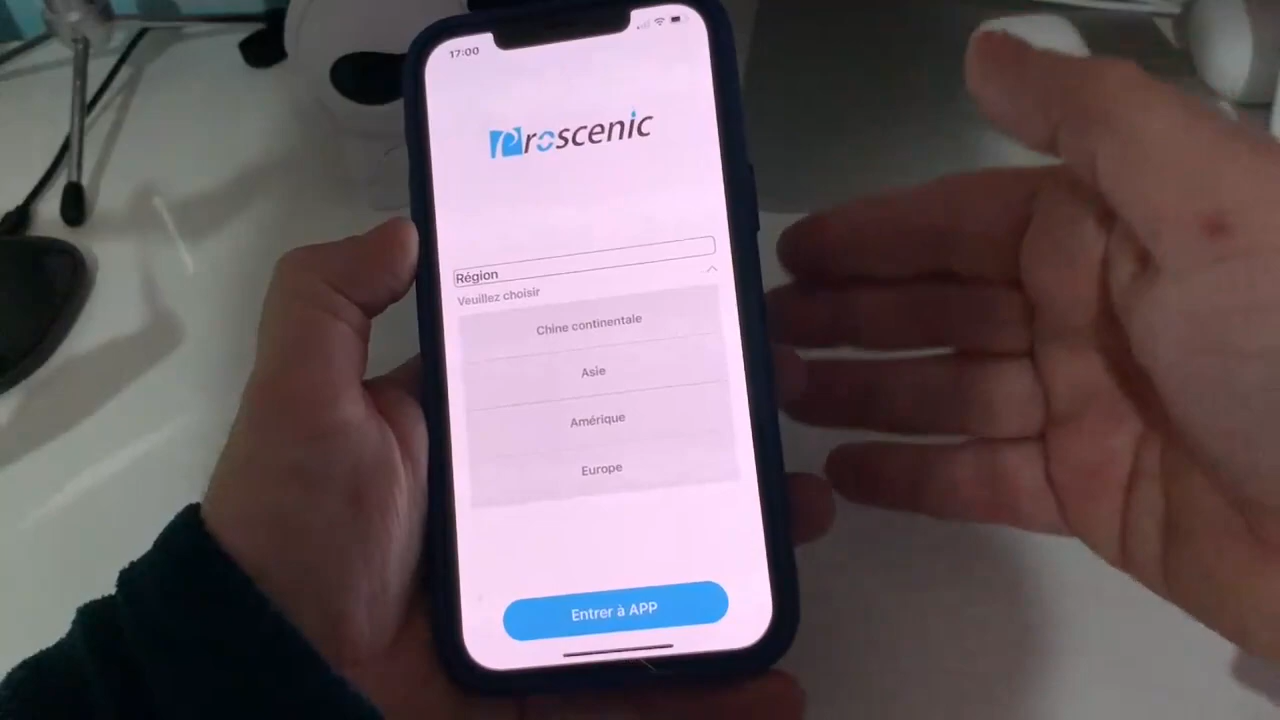 17:00
Proscenic
Région
Veuillez choisir
Chine continentale
Asie
Amérique
Europe
Entrer à APP